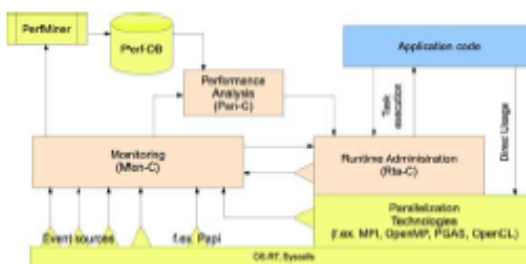 PerfMiner
Perf-DB
Application code
Performance
Analysis
(Pan-C)
Task
execution
Direct Usage
Monitoring
(Mon-C)
Runtime Administration
(Rta-C)
Parallelization
Technologies
(f.ex. MPI, OpenMP, PGAS, OpenCL)
Event sources
f.ex. Papi
OS-RT, Syscalls